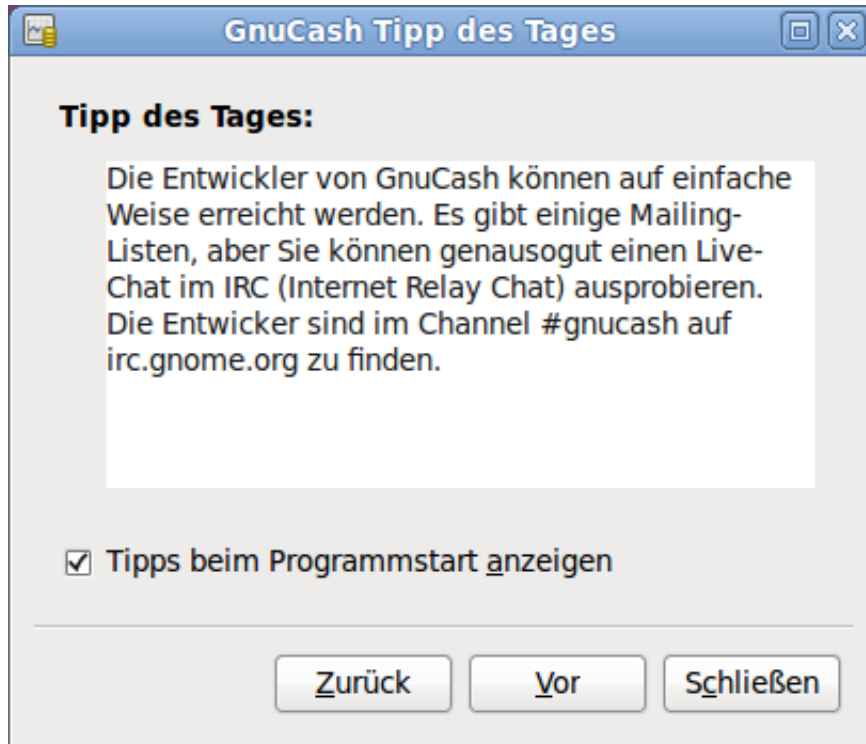 GnuCash Tipp des Tages
Tipp des Tages:
Die Entwickler von GnuCash können auf einfache
Weise erreicht werden. Es gibt einige Mailing-
Listen, aber Sie können genausogut einen Live-
Chat im IRC (Internet Relay Chat) ausprobieren.
Die Entwicker sind im Channel #gnucash auf
irc.gnome.org zu finden.
Tipps beim Programmstart anzeigen
Zurück
Vor
Schließen